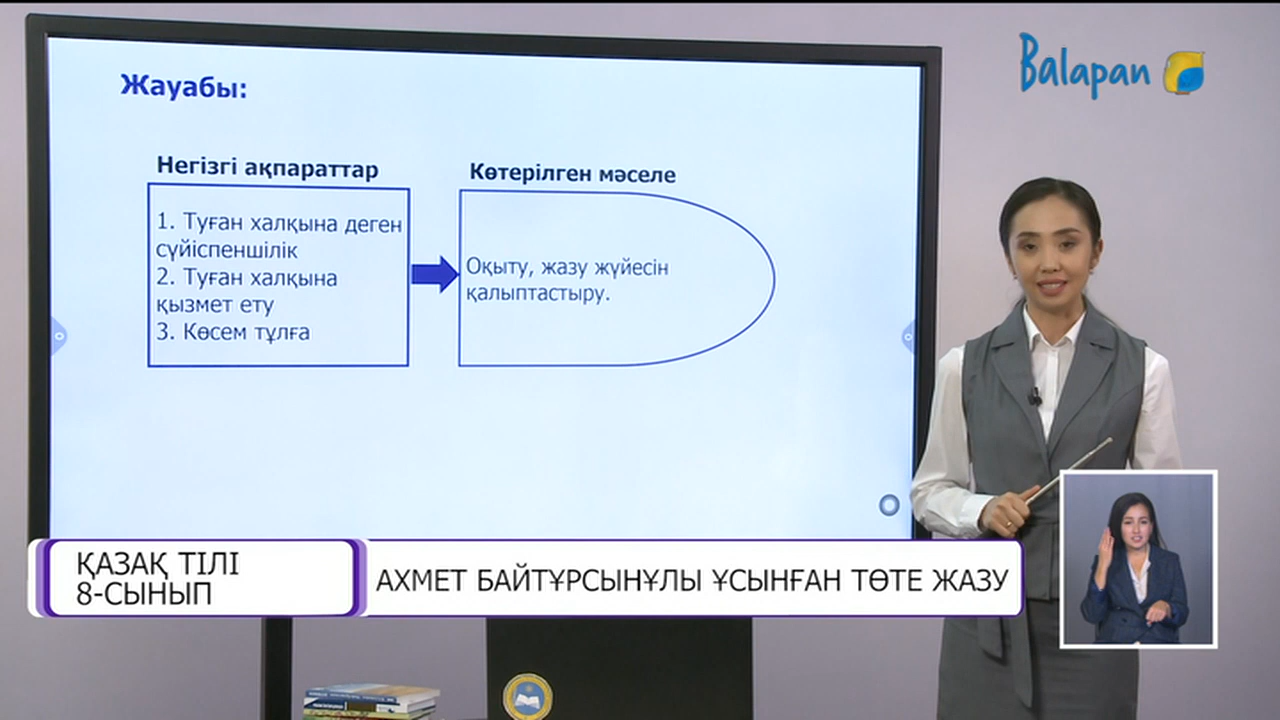 Balapan
Жауабы:
Негізгі ақпараттар
1. Туған халқына деген
сүйіспеншілік
2. Туған халқына
қызмет ету
3. Көсем тұлға
Көтерілген мәселе
Оқыту, жазу жүйесін
қалыптастыру.
ҚАЗАҚ ТІЛІ
8-СЫНЫП
АХМЕТ БАЙТҰРСЫНҰЛЫ ҰСЫНҒАН ТӨТЕ ЖАЗУ